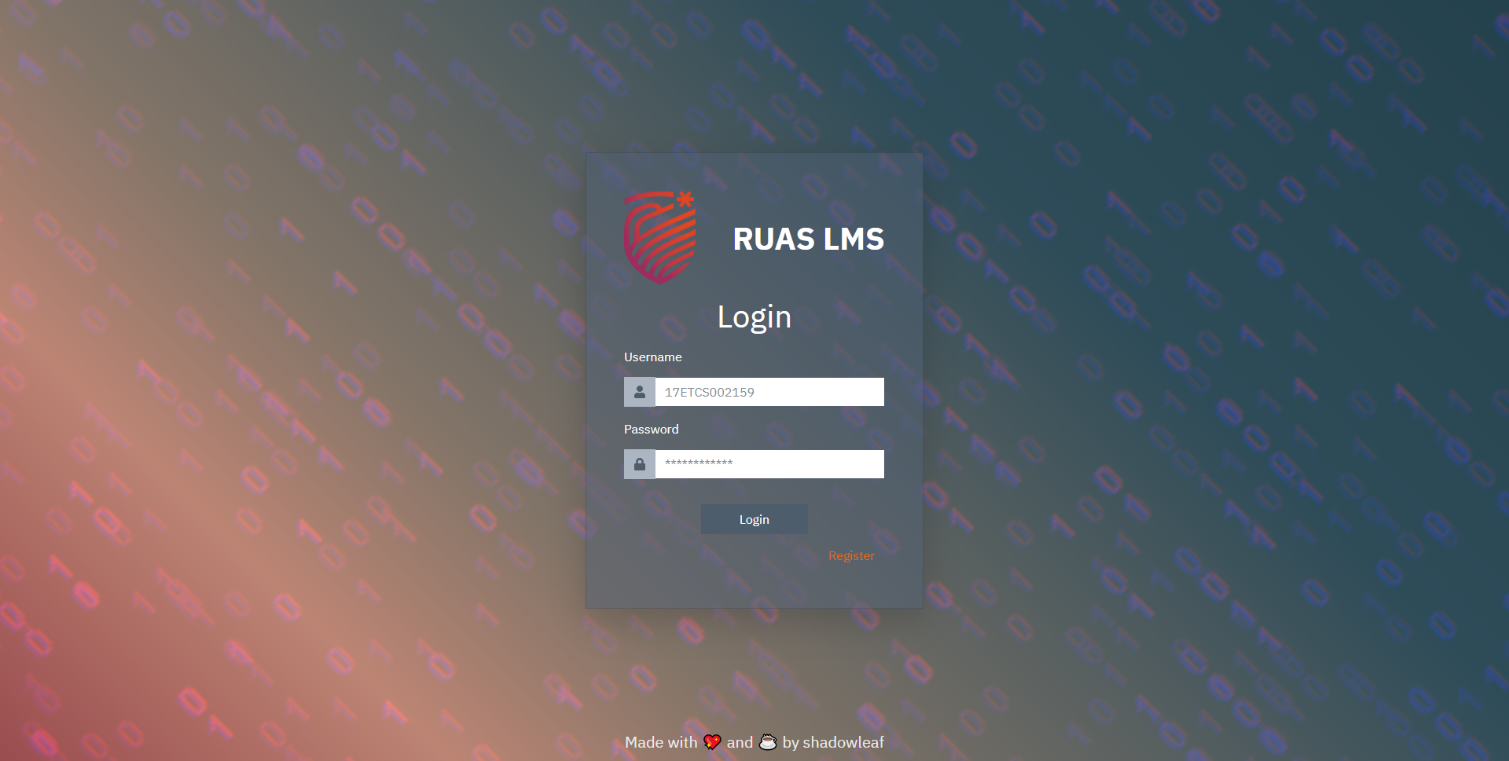 RUAS LMS
Login
Username
17ETCS002159
Password
************
Login
Register
Made with 💖 and ☕ by shadowleaf